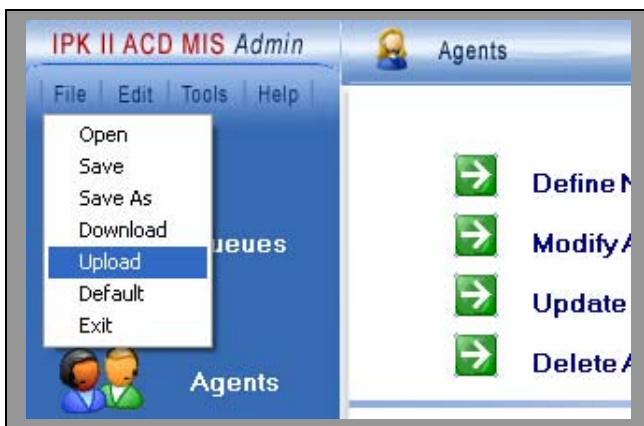 IPK II ACD MIS Admin
Agents
File Edit Tools Help
Open
Save
Save As
Download
Upload
Default
Exit
Agents
Define
Modify
Update
Delete